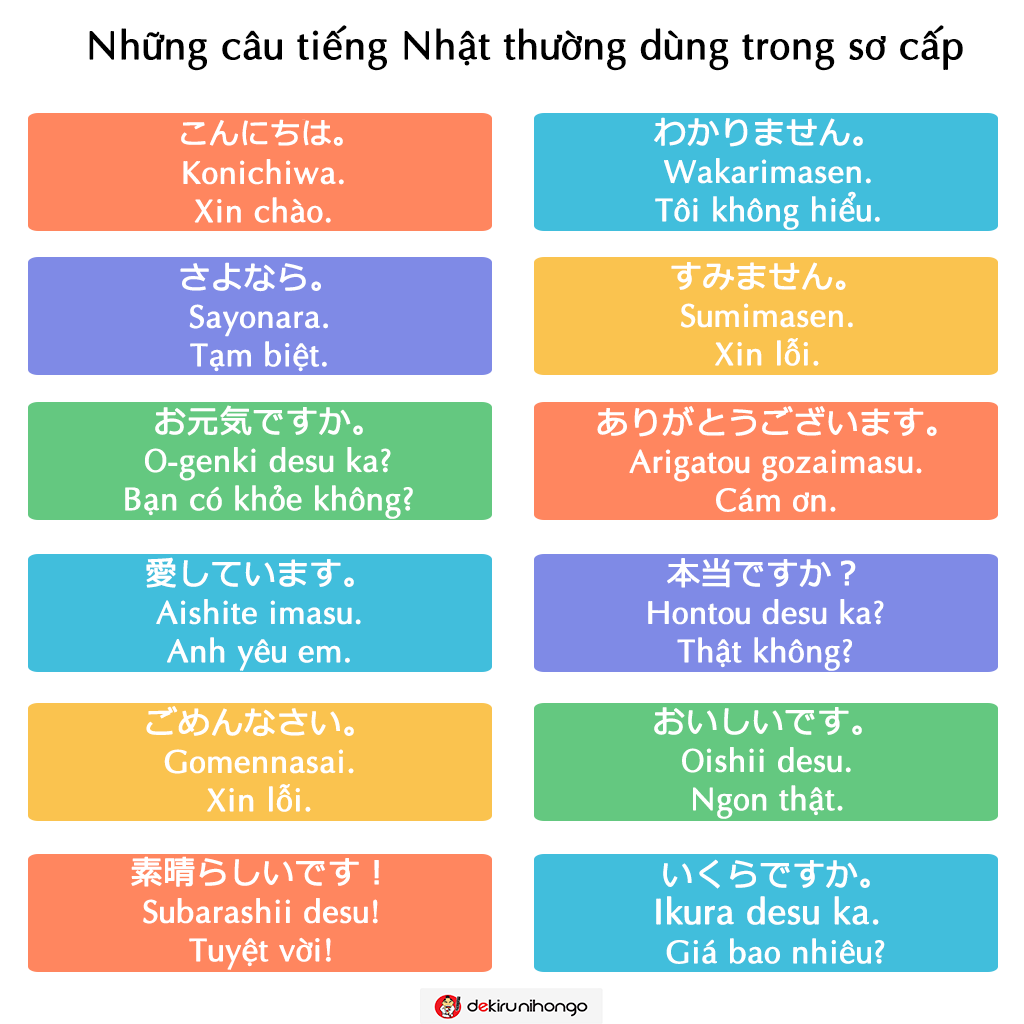 Những câu tiếng Nhật thường dùng trong sơ cấp
こんにちは。
Konichiwa.
Xin chào.
わかりません。
Wakarimasen.
Tôi không hiểu.
さよなら。
Sayonara.
Tạm biệt.
すみません。
Sumimasen.
Xin lỗi.
お元気ですか。
O-genki desu ka?
Bạn có khỏe không?
ありがとうございます。
Arigatou gozaimasu.
Cám ơn.
愛しています。
Aishite imasu.
Anh yêu em.
本当ですか？
Hontou desu ka?
Thật không?
ごめんなさい。
Gomennasai.
Xin lỗi.
おいしいです。
Oishii desu.
Ngon thật.
素晴らしいです！
Subarashii desu!
Tuyệt vời!
いくらですか。
Ikura desu ka.
Giá bao nhiêu?
dekirunihongo